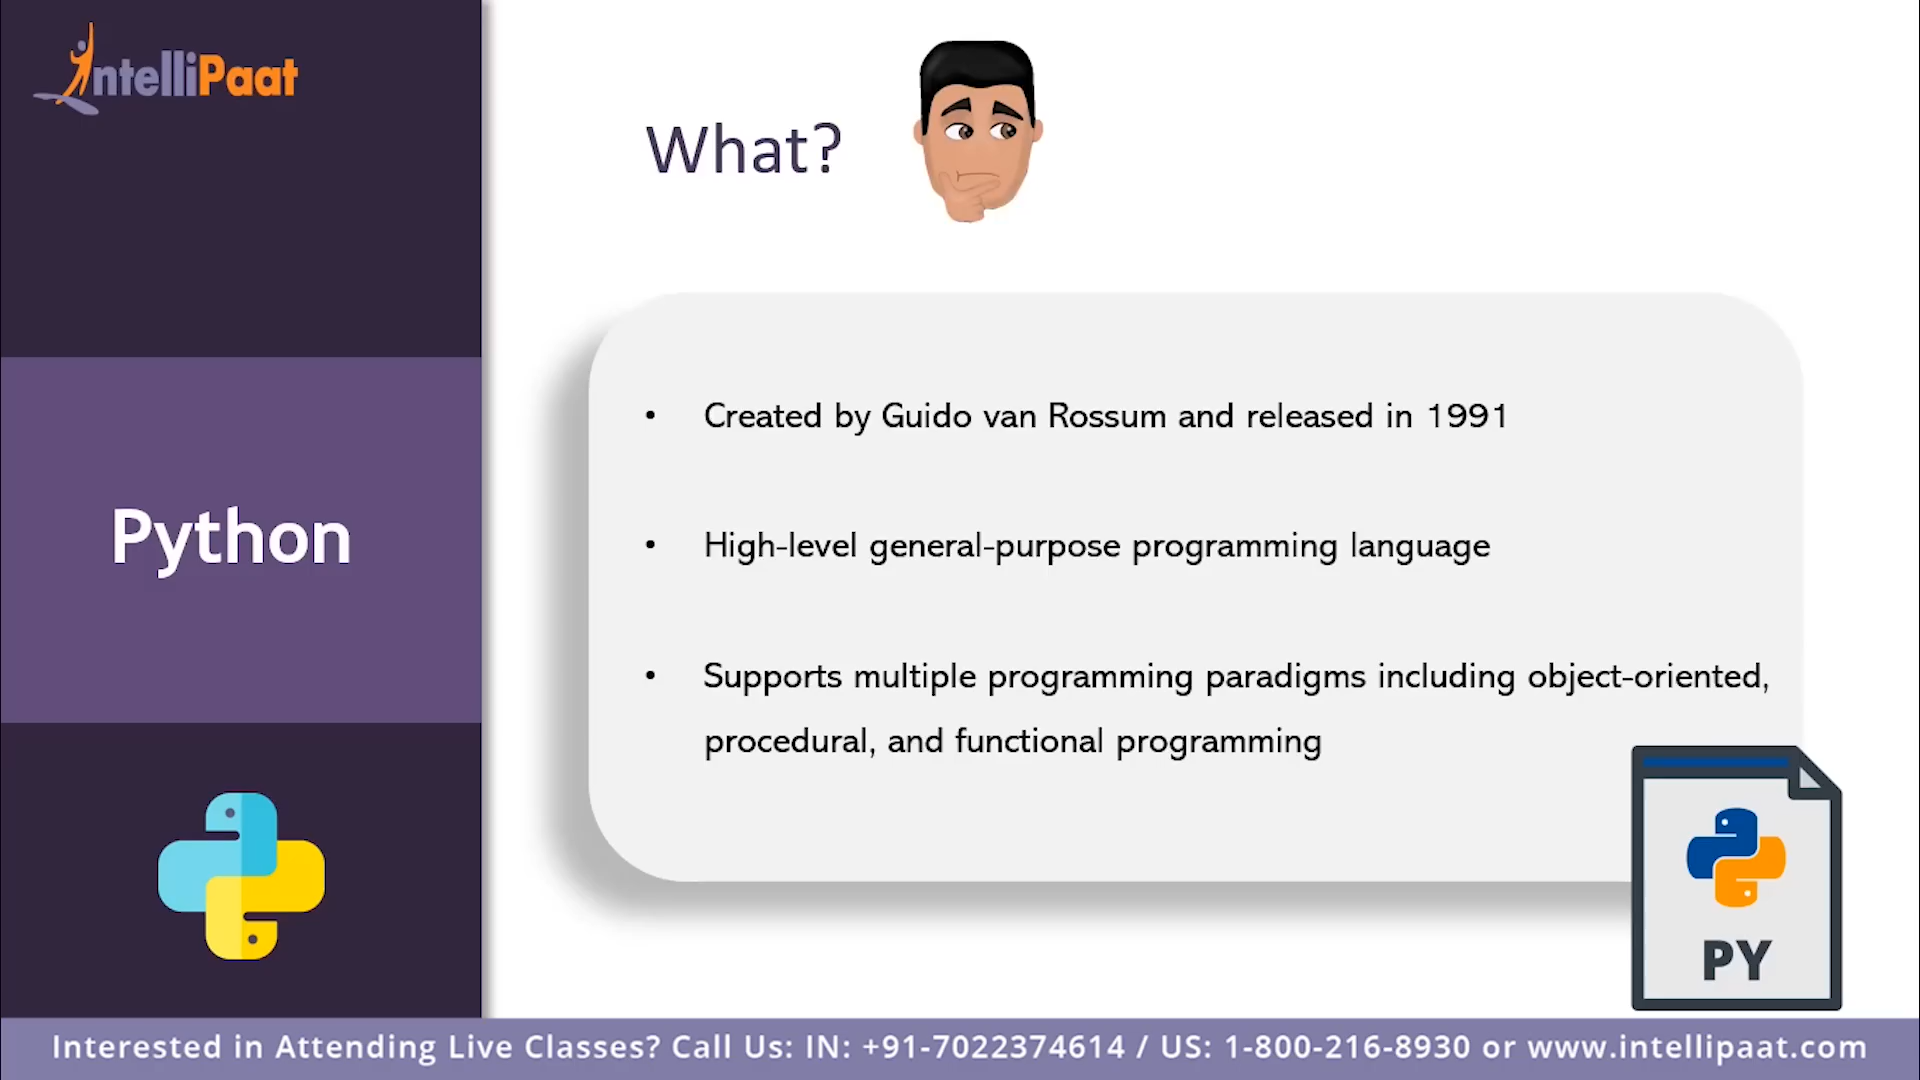 IntelliPaat
What?
Python
• Created by Guido van Rossum and released in 1991
• High-level general-purpose programming language
• Supports multiple programming paradigms including object-oriented,
procedural, and functional programming
PY
Interested in Attending Live Classes? Call Us: IN: +91-7022374614 / US: 1-800-216-8930 or www.intellipaat.com